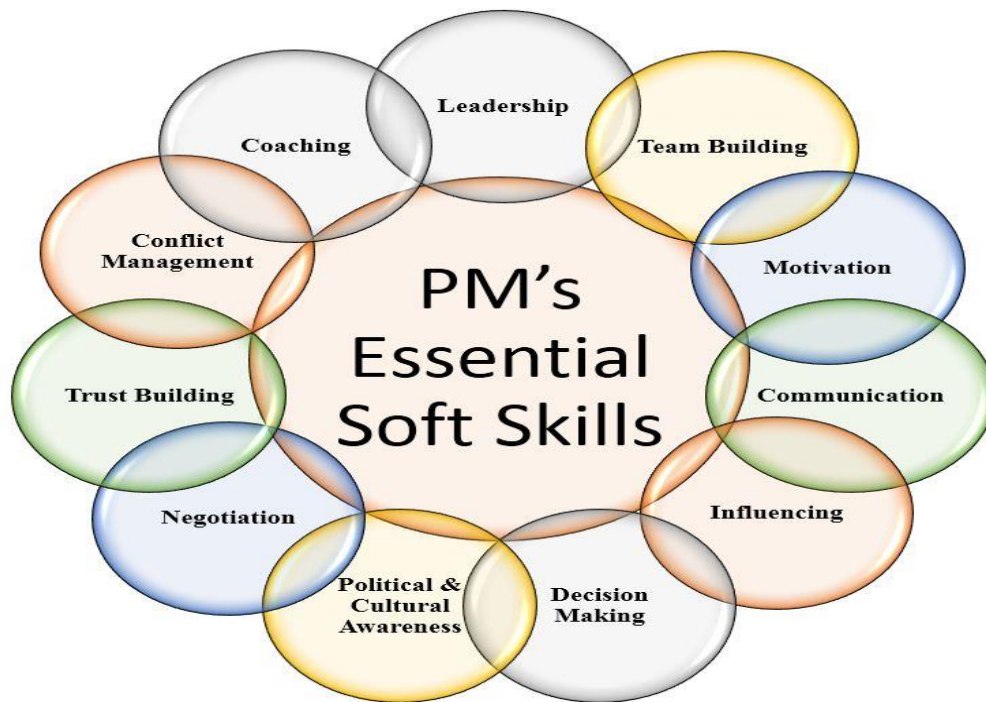 PM’s
Essential
Soft Skills
Leadership
Team Building
Motivation
Communication
Influencing
Decision
Making
Political &
Cultural
Awareness
Negotiation
Trust Building
Conflict
Management
Coaching